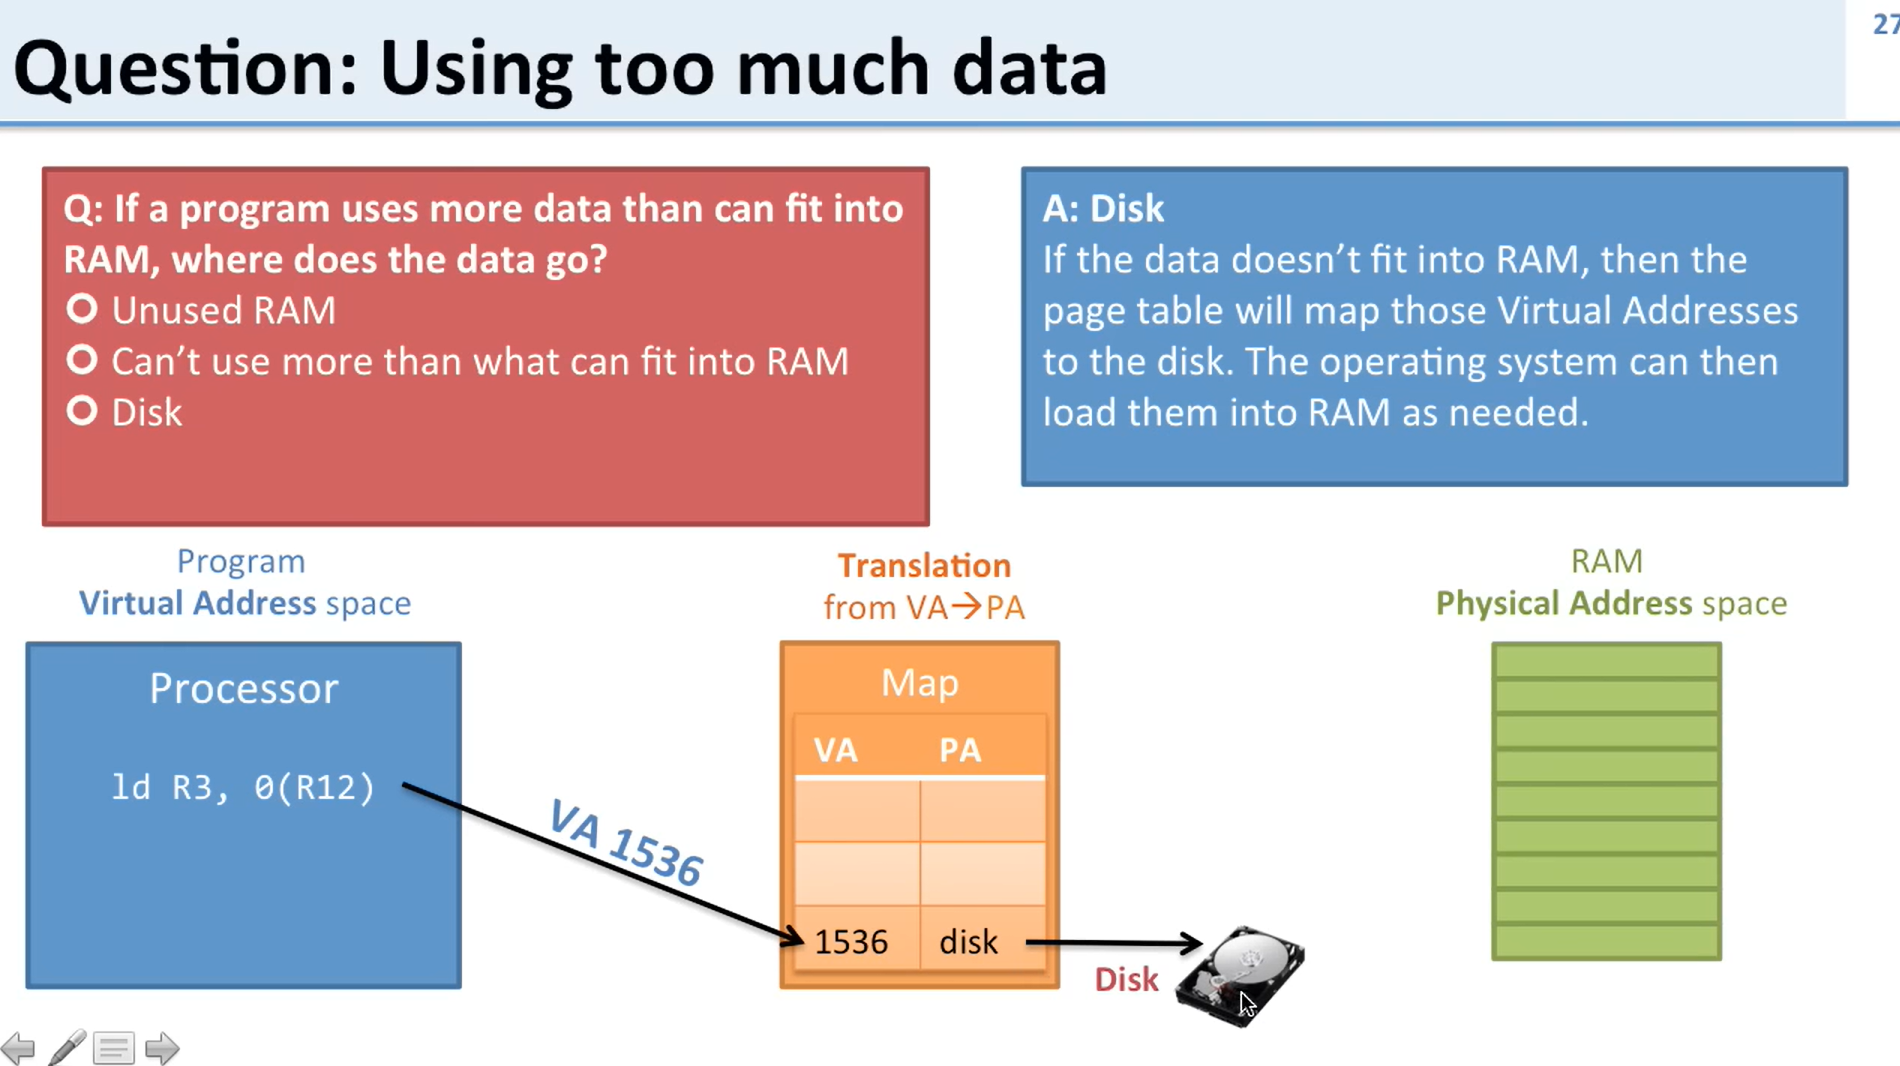 Question: Using too much data
27
Q: If a program uses more data than can fit into
RAM, where does the data go?
Unused RAM
Can't use more than what can fit into RAM
Disk
A: Disk
If the data doesn't fit into RAM, then the
page table will map those Virtual Addresses
to the disk. The operating system can then
load them into RAM as needed.
Program
Virtual Address space
Processor
ld R3, 0(R12)
VA 1536
Translation
from VA→PA
Map
VA PA
1536 disk
Disk
RAM
Physical Address space